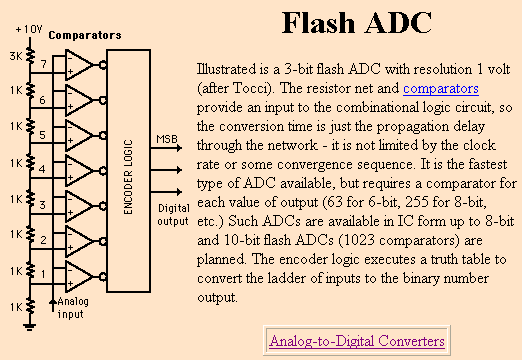 Flash ADC
+10V
Comparators
3K
7
1K
6
1K
5
1K
4
1K
3
1K
2
1K
1
1K
- +
- +
- +
- +
- +
- +
- +
ENCODER LOGIC
MSB
Digital
output
Analog
input
Illustrated is a 3-bit flash ADC with resolution 1 volt
(after Tocci). The resistor net and comparators
provide an input to the combinational logic circuit, so
the conversion time is just the propagation delay
through the network - it is not limited by the clock
rate or some convergence sequence. It is the fastest
type of ADC available, but requires a comparator for
each value of output (63 for 6-bit, 255 for 8-bit,
etc.) Such ADCs are available in IC form up to 8-bit
and 10-bit flash ADCs (1023 comparators) are
planned. The encoder logic executes a truth table to
convert the ladder of inputs to the binary number
output.
Analog-to-Digital Converters